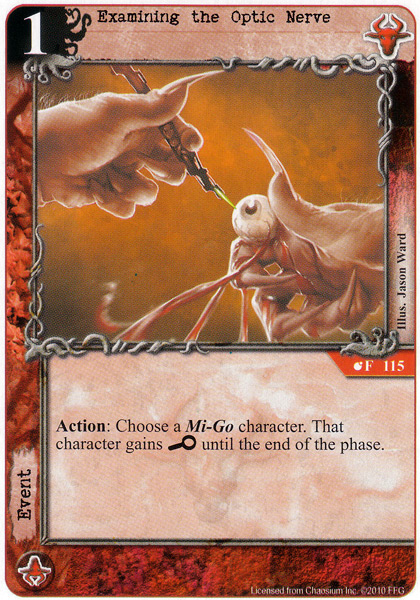 1
Examining the Optic Nerve
Illus. Jason Ward
F 115
Action: Choose a Mi-Go character. That
character gains until the end of the phase.
Event
Licensed from Chaosium Inc. ©2010 FFG